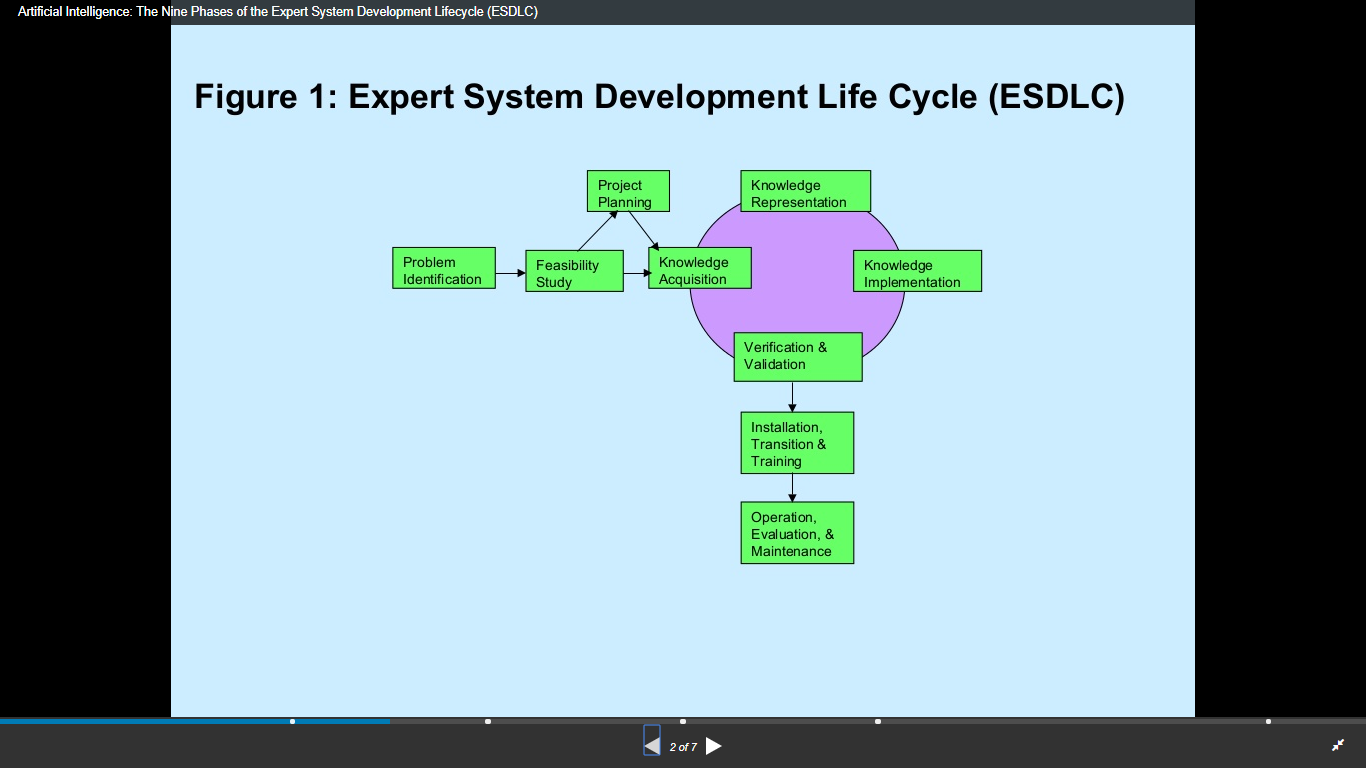 Artificial Intelligence: The Nine Phases of the Expert System Development Lifecycle (ESDLC)
Figure 1: Expert System Development Life Cycle (ESDLC)
Project
Planning
Knowledge
Representation
Problem
Identification
Feasibility
Study
Knowledge
Acquisition
Knowledge
Implementation
Verification &
Validation
Installation,
Transition &
Training
Operation,
Evaluation, &
Maintenance
2 of 7